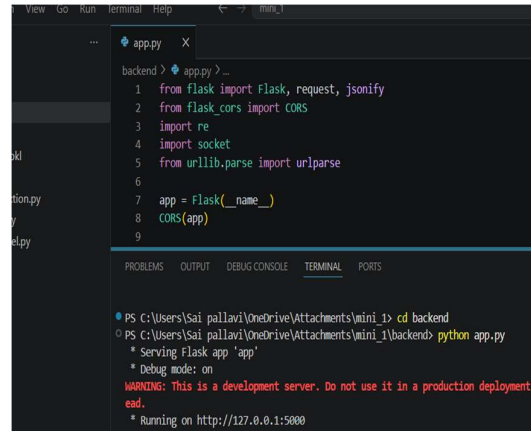 View Go Run Terminal Help ← → mini_1
... app.py X
backend > app.py > ...
1 from flask import Flask, request, jsonify
2 from flask_cors import CORS
3 import re
4 import socket
5 from urllib.parse import urlparse
6
7 app = Flask(__name__)
8 CORS(app)
9
okl
ction.py
y
el.py
PROBLEMS OUTPUT DEBUG CONSOLE TERMINAL PORTS
PS C:\Users\Sai pallavi\OneDrive\Attachments\mini_1> cd backend
PS C:\Users\Sai pallavi\OneDrive\Attachments\mini_1\backend> python app.py
* Serving Flask app 'app'
* Debug mode: on
WARNING: This is a development server. Do not use it in a production deployment
ead.
* Running on http://127.0.0.1:5000